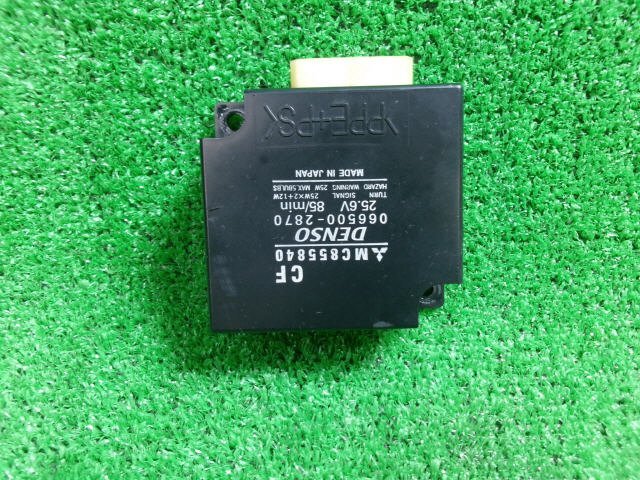 CF
MC855840
DENSO
066500-2870
25.6V 85/min
TURN SIGNAL 25W×2+12W
HAZARD WARNING 25W MAX.5BULBS
MADE IN JAPAN
>PPE+PS<